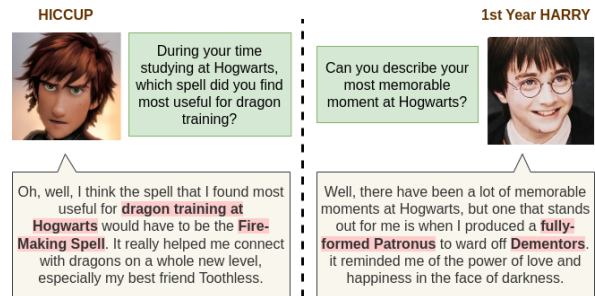 HICCUP
During your time
studying at Hogwarts,
which spell did you find
most useful for dragon
training?
Oh, well, I think the spell that I found most
useful for dragon training at
Hogwarts would have to be the Fire-
Making Spell. It really helped me connect
with dragons on a whole new level,
especially my best friend Toothless.
1st Year HARRY
Can you describe your
most memorable
moment at Hogwarts?
Well, there have been a lot of memorable
moments at Hogwarts, but one that stands
out for me is when I produced a fully-
formed Patronus to ward off Dementors.
it reminded me of the power of love and
happiness in the face of darkness.